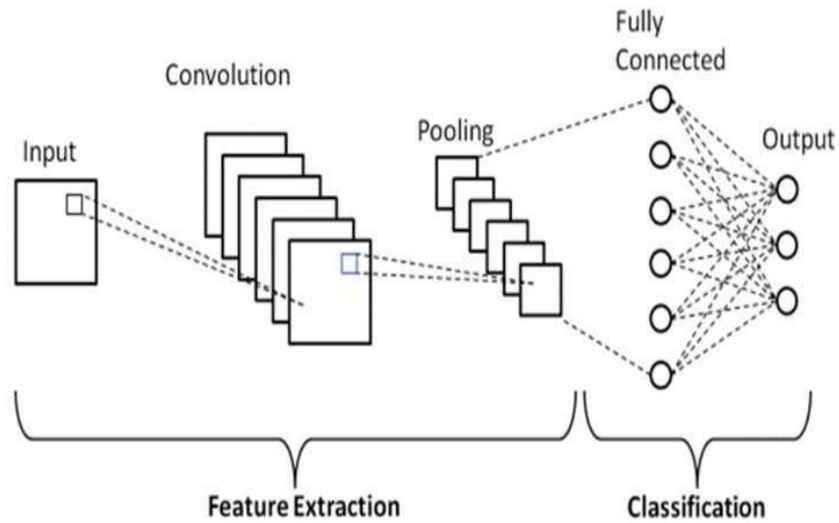 Fully
Connected
Convolution
Pooling
Output
Input
Feature Extraction
Classification